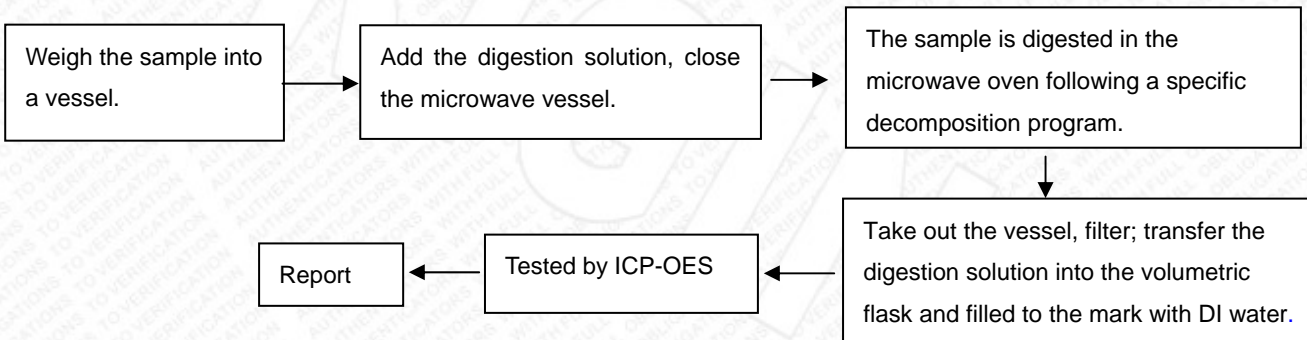 Weigh the sample into
a vessel.
Add the digestion solution, close
the microwave vessel.
The sample is digested in the
microwave oven following a specific
decomposition program.
Take out the vessel, filter; transfer the
digestion solution into the volumetric
flask and filled to the mark with DI water.
Tested by ICP-OES
Report